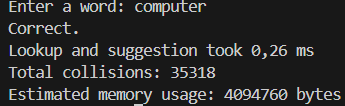 Enter a word: computer
Correct.
Lookup and suggestion took 0,26 ms
Total collisions: 35318
Estimated memory usage: 4094760 bytes